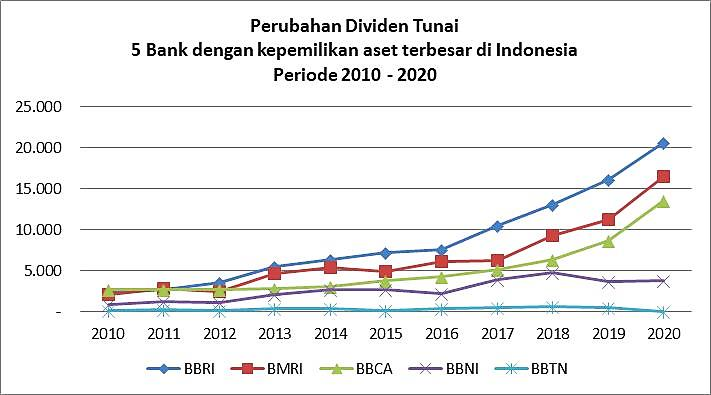 Perubahan Dividen Tunai
5 Bank dengan kepemilikan aset terbesar di Indonesia
Periode 2010 - 2020
25.000
20.000
15.000
10.000
5.000
-
2010 2011 2012 2013 2014 2015 2016 2017 2018 2019 2020
BBRI BMRI BBCA BBNI BBTN